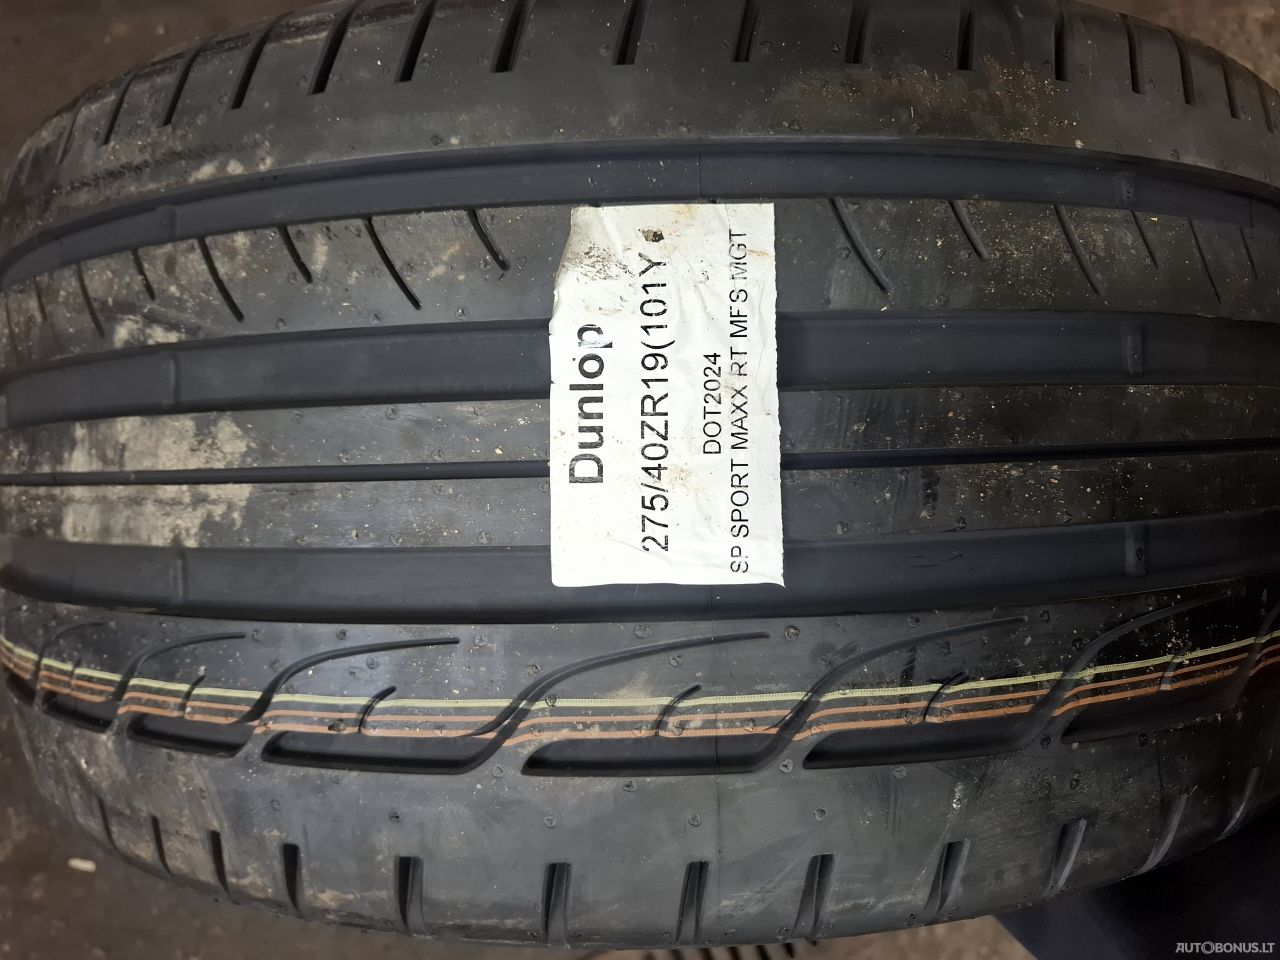 Dunlop
275/40ZR19(101Y
DOT2024
SP SPORT MAXX RT MFS MGT
AUTOBONUS.LT